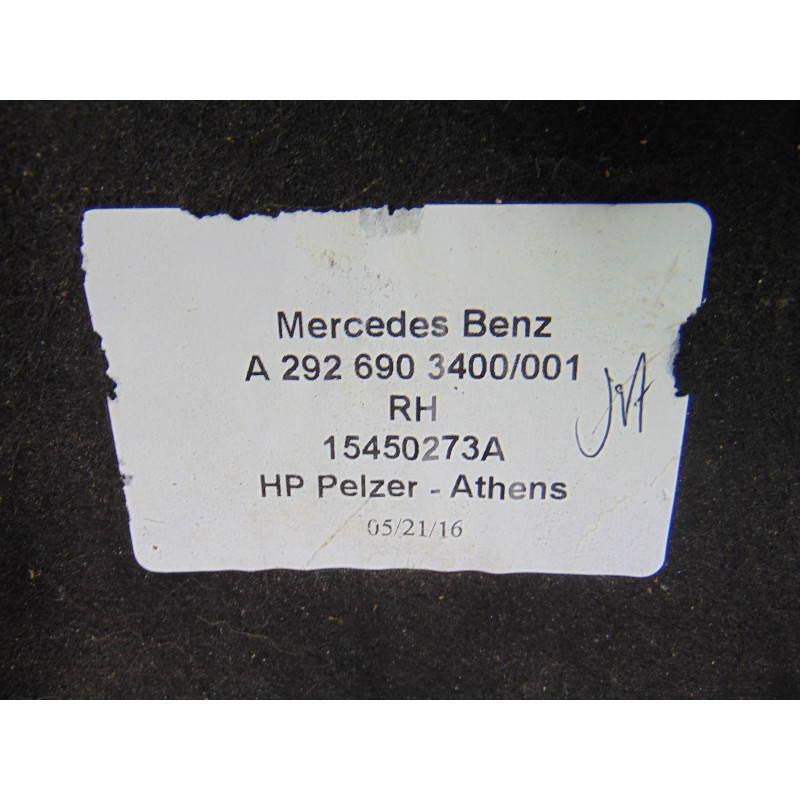 Mercedes Benz
A 292 690 3400/001
RH
15450273A
HP Pelzer - Athens
05/21/16